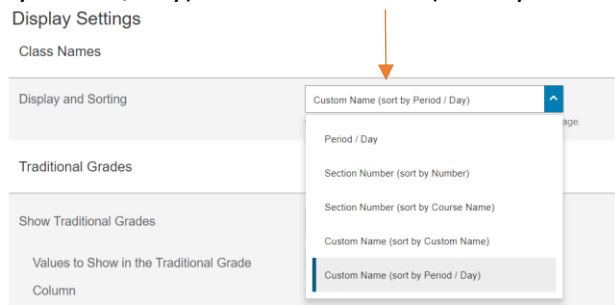 Display Settings
Class Names
Display and Sorting
Custom Name (sort by Period / Day)
age.
Period / Day
Section Number (sort by Number)
Section Number (sort by Course Name)
Custom Name (sort by Custom Name)
Custom Name (sort by Period / Day)
Traditional Grades
Show Traditional Grades
Values to Show in the Traditional Grade
Column